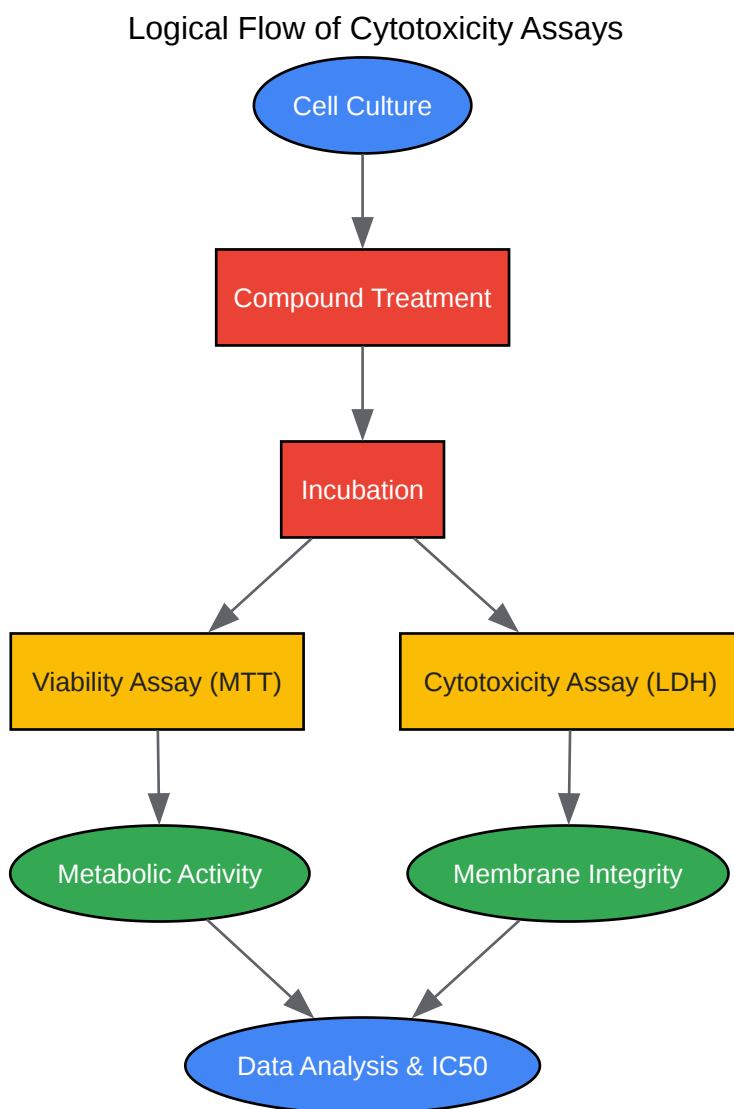 Logical Flow of Cytotoxicity Assays
Cell Culture
Compound Treatment
Incubation
Viability Assay (MTT)
Cytotoxicity Assay (LDH)
Metabolic Activity
Membrane Integrity
Data Analysis & IC50